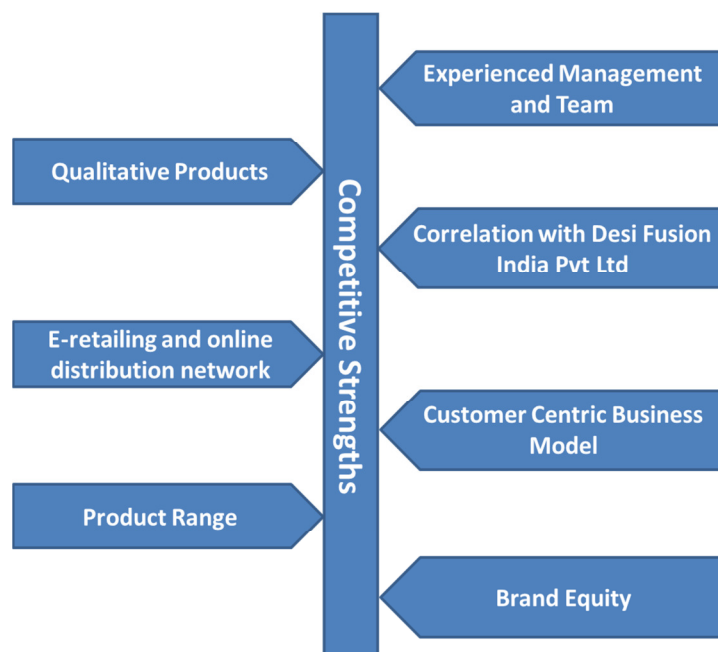 Experienced Management
and Team
Qualitative Products
Competitive Strengths
Correlation with Desi Fusion
India Pvt Ltd
E-retailing and online
distribution network
Customer Centric Business
Model
Product Range
Brand Equity